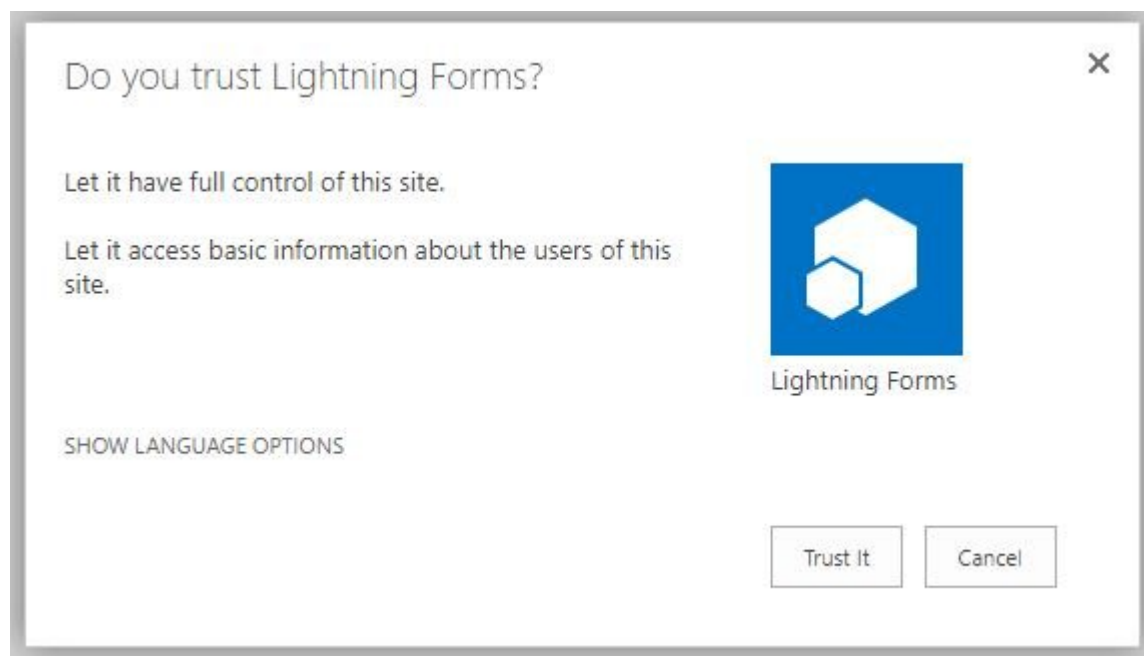 Do you trust Lightning Forms?
Let it have full control of this site.
Let it access basic information about the users of this
site.
Lightning Forms
SHOW LANGUAGE OPTIONS
Trust It
Cancel